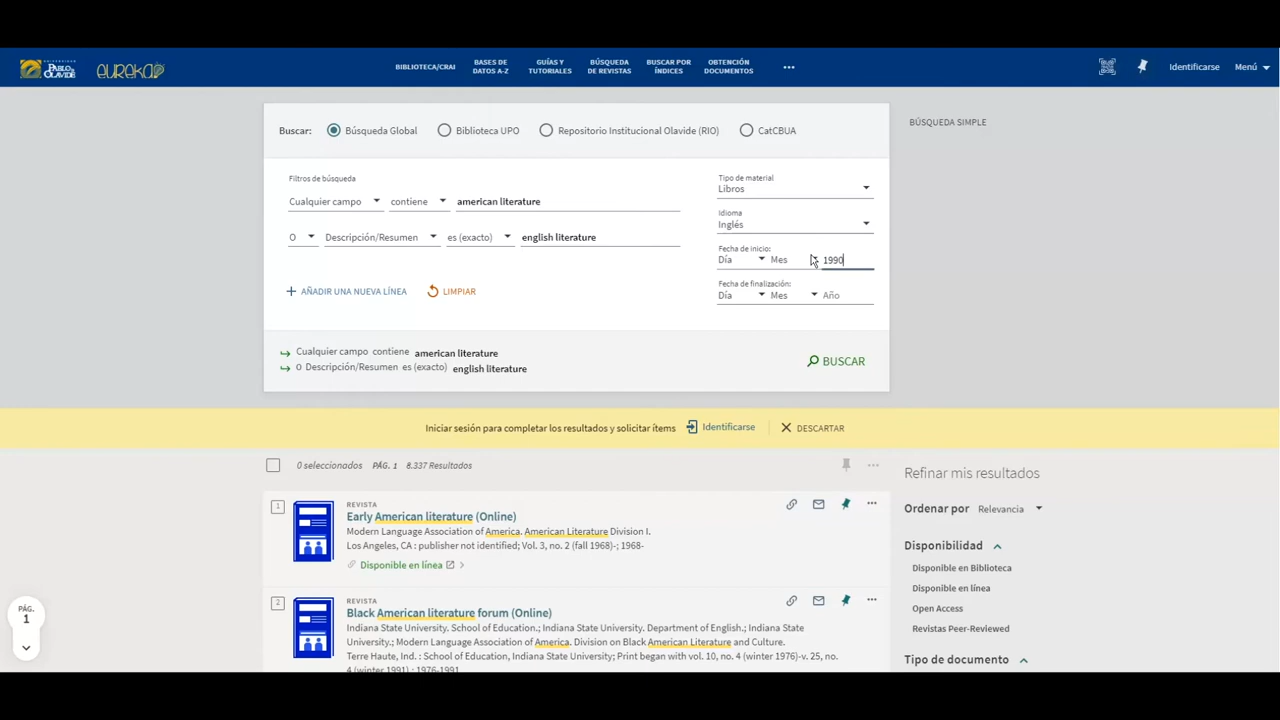 UNIVERSIDAD
PABLO
OLAVIDE
eureka
BIBLIOTECA/CRAI
BASES DE
DATOS A-Z
GUÍAS Y
TUTORIALES
BÚSQUEDA
DE REVISTAS
BUSCAR POR
ÍNDICES
OBTENCIÓN
DOCUMENTOS
Identificarse
Menú
Buscar:
Búsqueda Global
Biblioteca UPO
Repositorio Institucional Olavide (RIO)
CatCBUA
BÚSQUEDA SIMPLE
Filtros de búsqueda
Cualquier campo contiene american literature
O Descripción/Resumen es (exacto) english literature
Tipo de material
Libros
Idioma
Inglés
Fecha de inicio:
Día Mes 1990
Fecha de finalización:
Día Mes Año
+ AÑADIR UNA NUEVA LÍNEA
LIMPIAR
Cualquier campo contiene american literature
O Descripción/Resumen es (exacto) english literature
BUSCAR
Iniciar sesión para completar los resultados y solicitar ítems
Identificarse
DESCARTAR
0 seleccionados PÁG. 1 8.337 Resultados
1
REVISTA
Early American literature (Online)
Modern Language Association of America. American Literature Division I.
Los Angeles, CA : publisher not identified; Vol. 3, no. 2 (fall 1968)-; 1968-
Disponible en línea
2
REVISTA
Black American literature forum (Online)
Indiana State University. School of Education.; Indiana State University. Department of English.; Indiana State
University.; Modern Language Association of America. Division on Black American Literature and Culture.
Terre Haute, Ind. : School of Education, Indiana State University; Print began with vol. 10, no. 4 (winter 1976)-v. 25, no.
4 (winter 1991) ; 1976-1991
Refinar mis resultados
Ordenar por Relevancia
Disponibilidad
Disponible en Biblioteca
Disponible en línea
Open Access
Revistas Peer-Reviewed
Tipo de documento
PÁG.
1